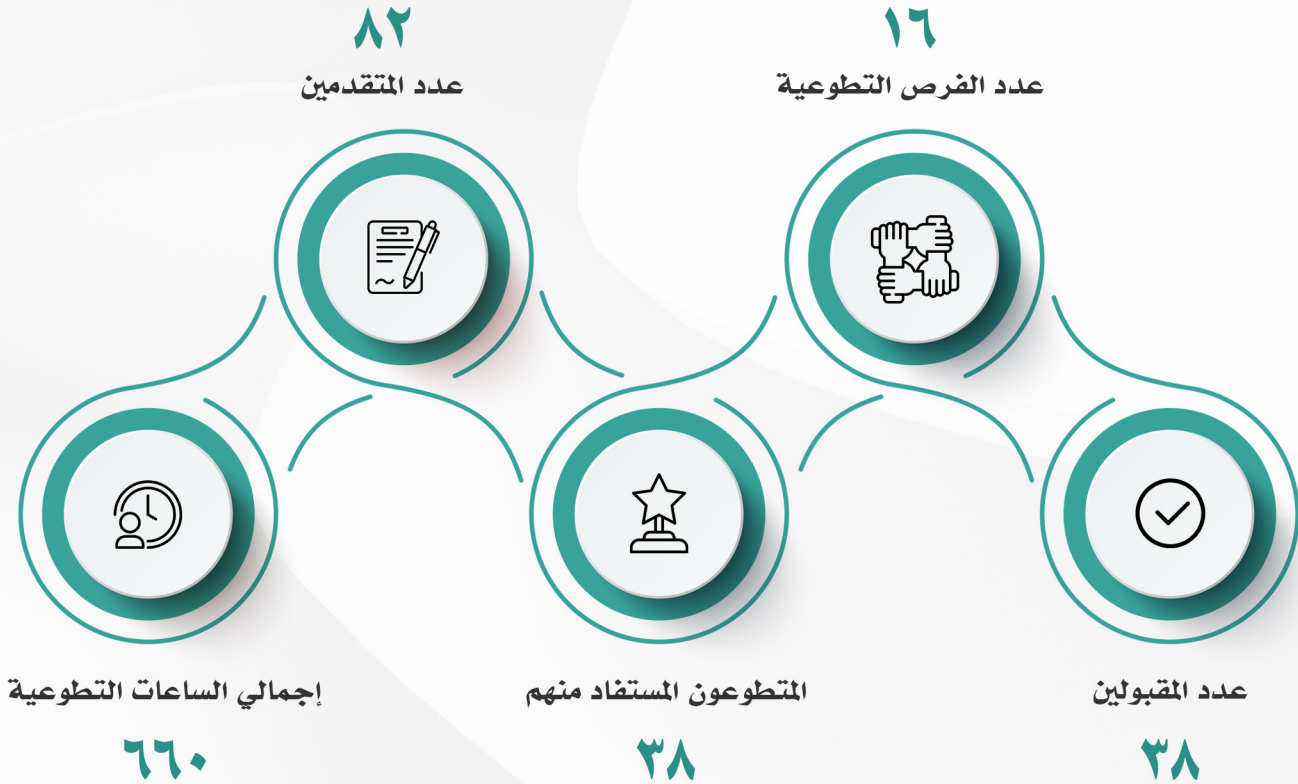 ١٦
عدد الفرص التطوعية
٨٢
عدد المتقدمين
عدد المقبولين
٣٨
المتطوعون المستفاد منهم
٣٨
إجمالي الساعات التطوعية
٦٦٠